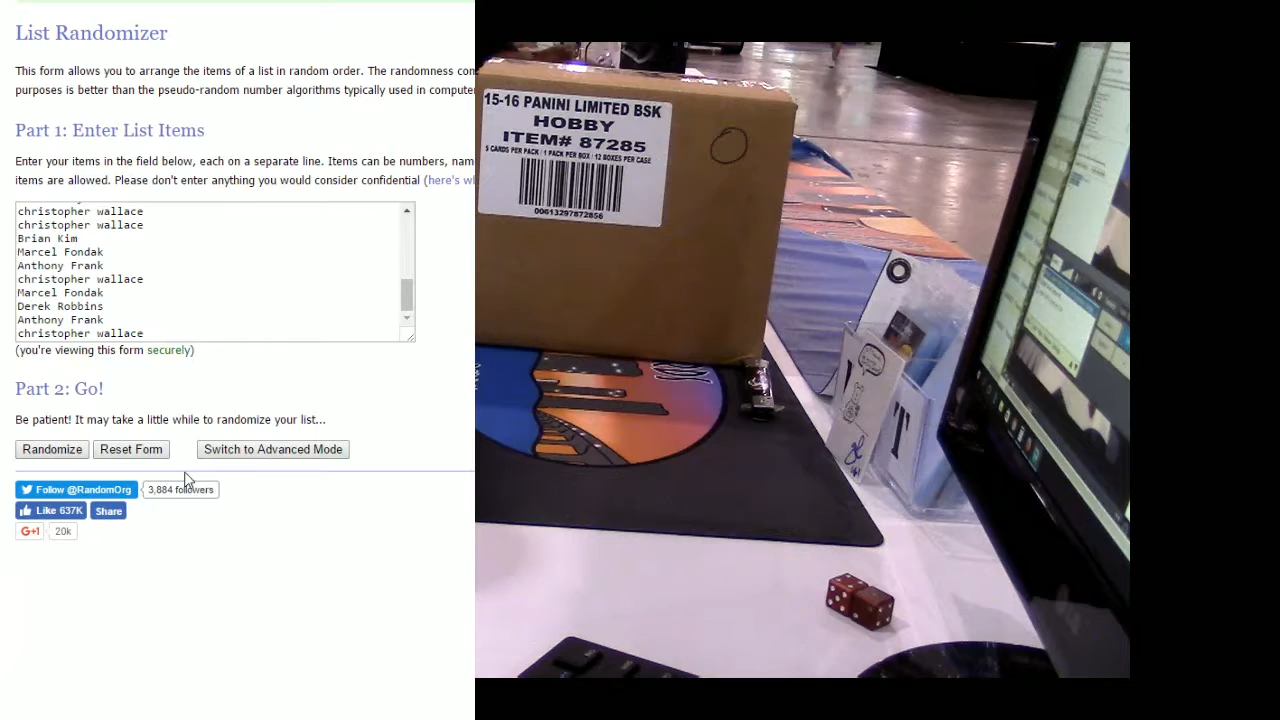 List Randomizer
This form allows you to arrange the items of a list in random order. The randomness com
purposes is better than the pseudo-random number algorithms typically used in compute
Part 1: Enter List Items
Enter your items in the field below, each on a separate line. Items can be numbers, nam
items are allowed. Please don't enter anything you would consider confidential (here's wh
christopher wallace
christopher wallace
Brian Kim
Marcel Fondak
Anthony Frank
christopher wallace
Marcel Fondak
Derek Robbins
Anthony Frank
christopher wallace
(you're viewing this form securely)
Part 2: Go!
Be patient! It may take a little while to randomize your list...
Randomize Reset Form Switch to Advanced Mode
Follow @RandomOrg 3,884 followers
Like 637K Share
G+1 20k
15-16 PANINI LIMITED BSK
HOBBY
ITEM# 87285
5 CARDS PER PACK / 1 PACK PER BOX / 12 BOXES PER CASE
00613297872856
T